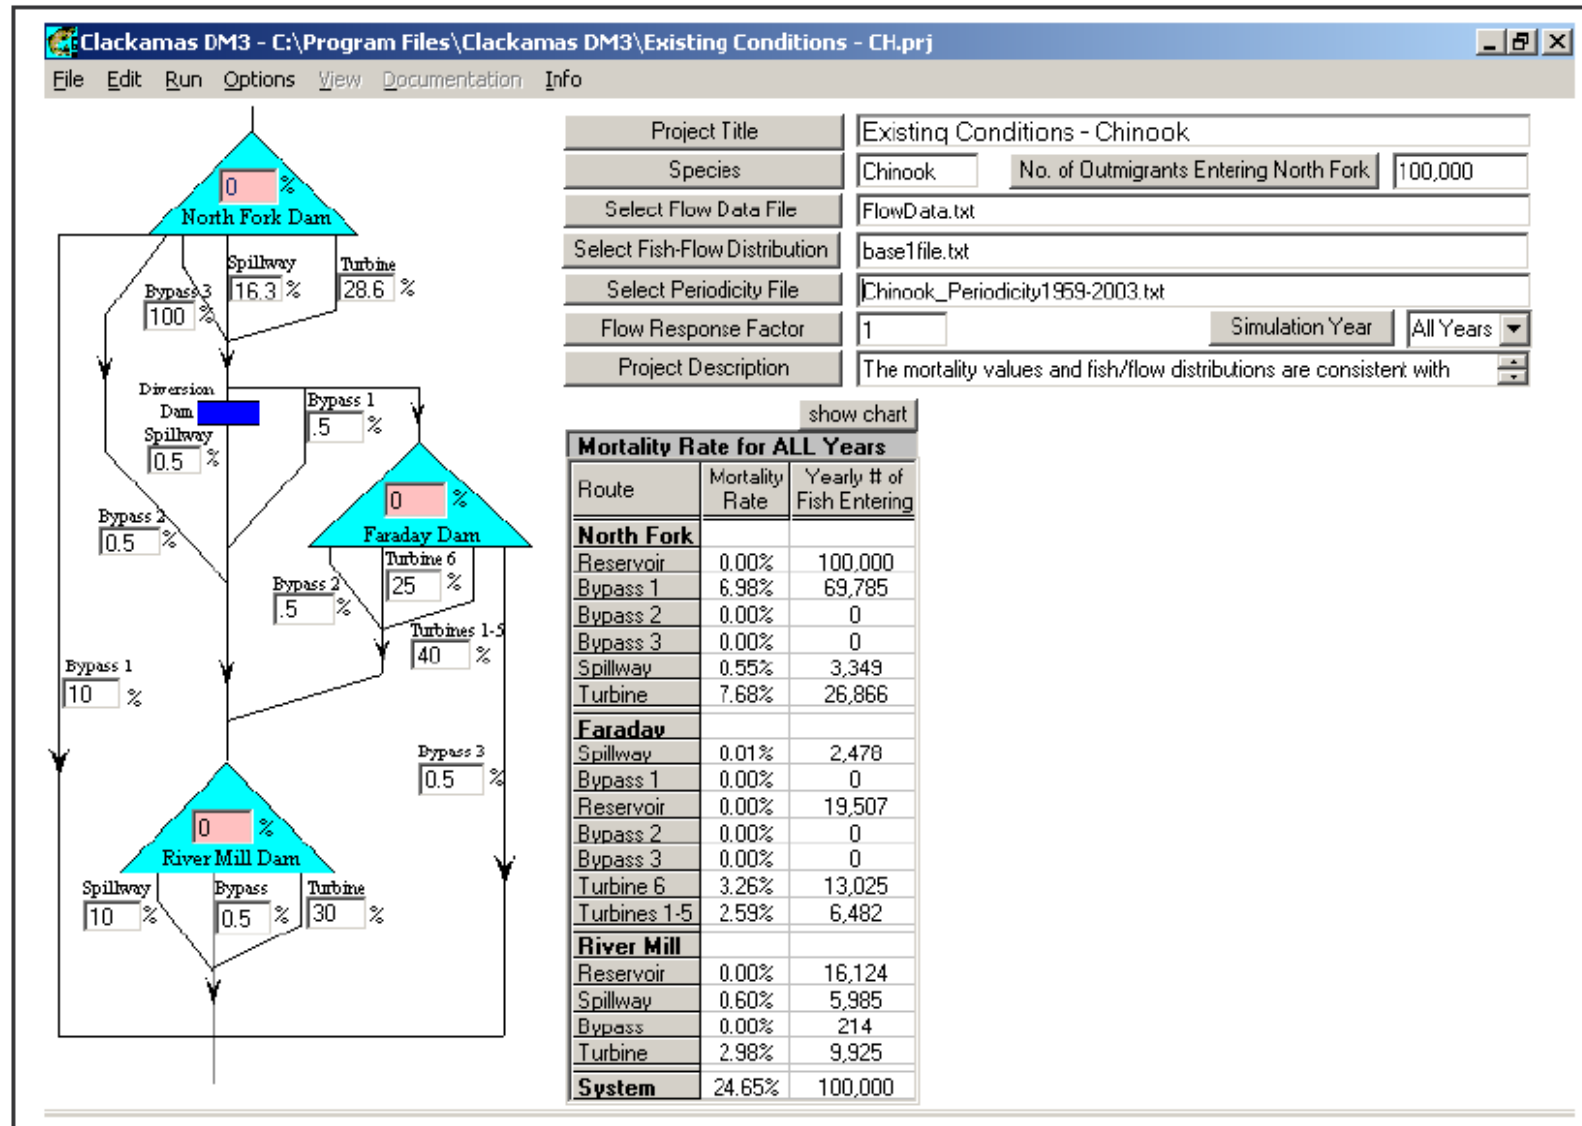 Clackamas DM3 - C:\Program Files\Clackamas DM3\Existing Conditions - CH.prj
File Edit Run Options View Documentation Info
0 %
North Fork Dam
Spillway
16.3 %
Turbine
28.6 %
Bypass 3
100 %
Diversion
Dam
Spillway
0.5 %
Bypass 1
.5 %
Bypass 2
0.5 %
0 %
Faraday Dam
Turbine 6
25 %
Bypass 2
.5 %
Turbines 1-5
40 %
Bypass 1
10 %
Bypass 3
0.5 %
0 %
River Mill Dam
Spillway
10 %
Bypass
0.5 %
Turbine
30 %
Project Title Existing Conditions - Chinook
Species Chinook No. of Outmigrants Entering North Fork 100,000
Select Flow Data File FlowData.txt
Select Fish-Flow Distribution base1file.txt
Select Periodicity File Chinook_Periodicity1959-2003.txt
Flow Response Factor 1 Simulation Year All Years
Project Description The mortality values and fish/flow distributions are consistent with
show chart
Mortality Rate for ALL Years
Route Mortality Rate Yearly # of Fish Entering
North Fork
Reservoir 0.00% 100,000
Bypass 1 6.98% 69,785
Bypass 2 0.00% 0
Bypass 3 0.00% 0
Spillway 0.55% 3,349
Turbine 7.68% 26,866
Faraday
Spillway 0.01% 2,478
Bypass 1 0.00% 0
Reservoir 0.00% 19,507
Bypass 2 0.00% 0
Bypass 3 0.00% 0
Turbine 6 3.26% 13,025
Turbines 1-5 2.59% 6,482
River Mill
Reservoir 0.00% 16,124
Spillway 0.60% 5,985
Bypass 0.00% 214
Turbine 2.98% 9,925
System 24.65% 100,000